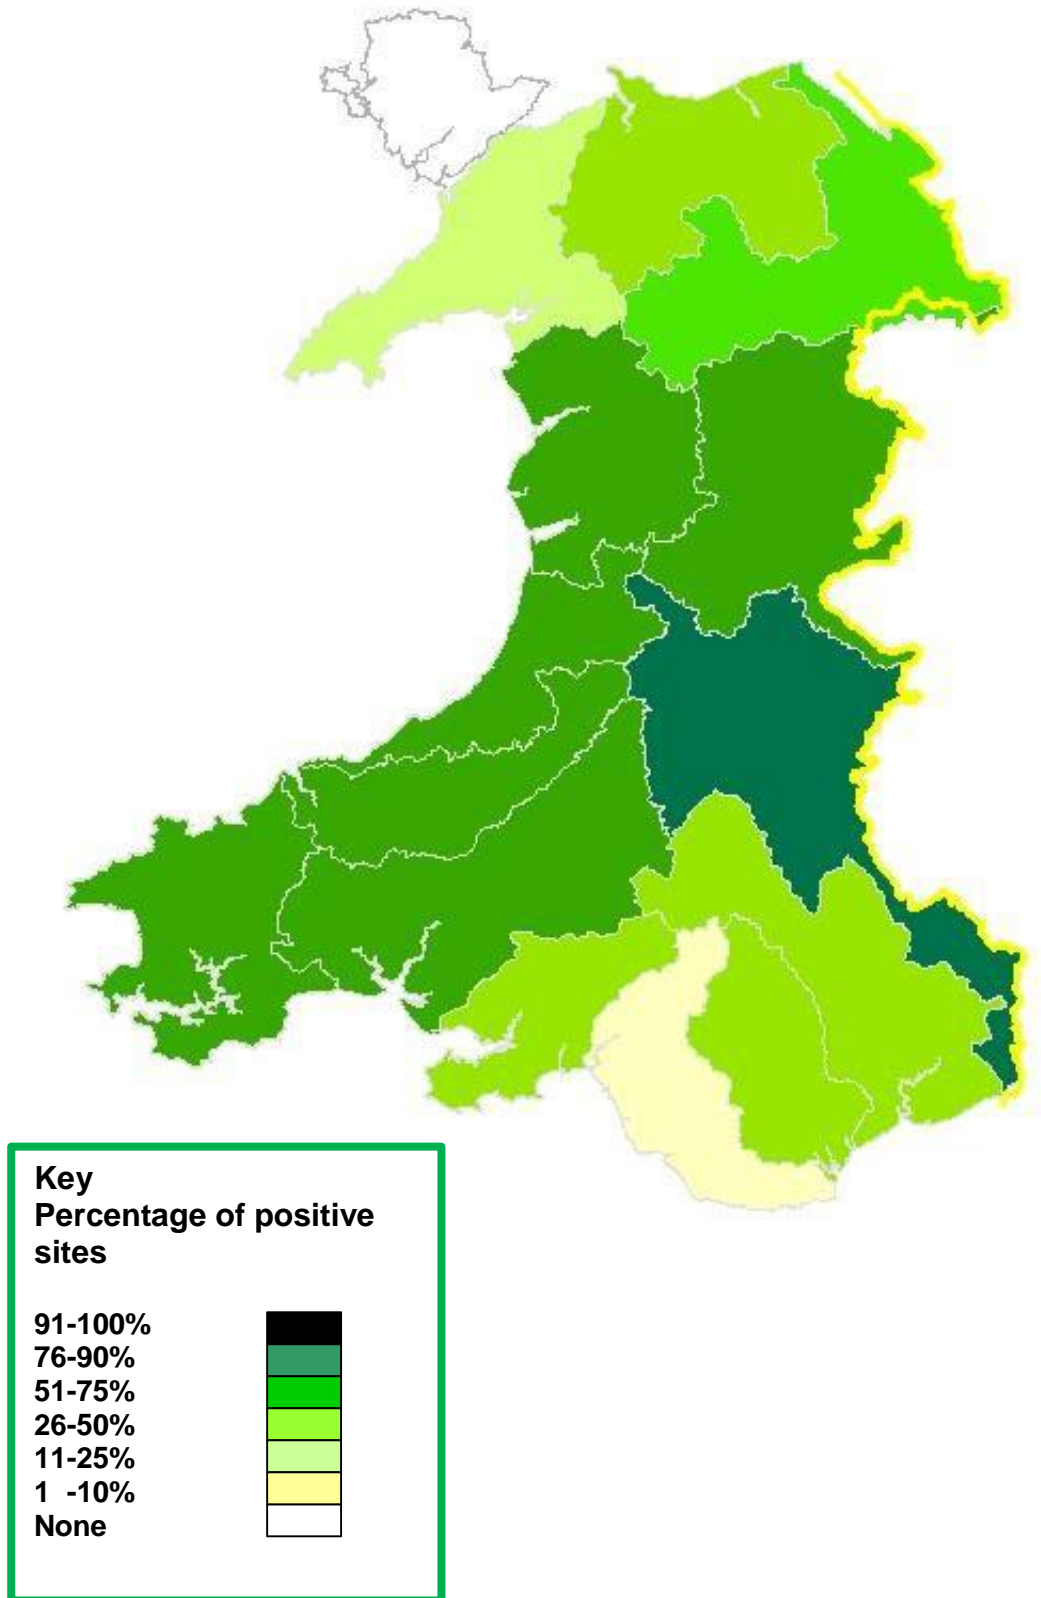 Key
Percentage of positive
sites
91-100%
76-90%
51-75%
26-50%
11-25%
1 -10%
None